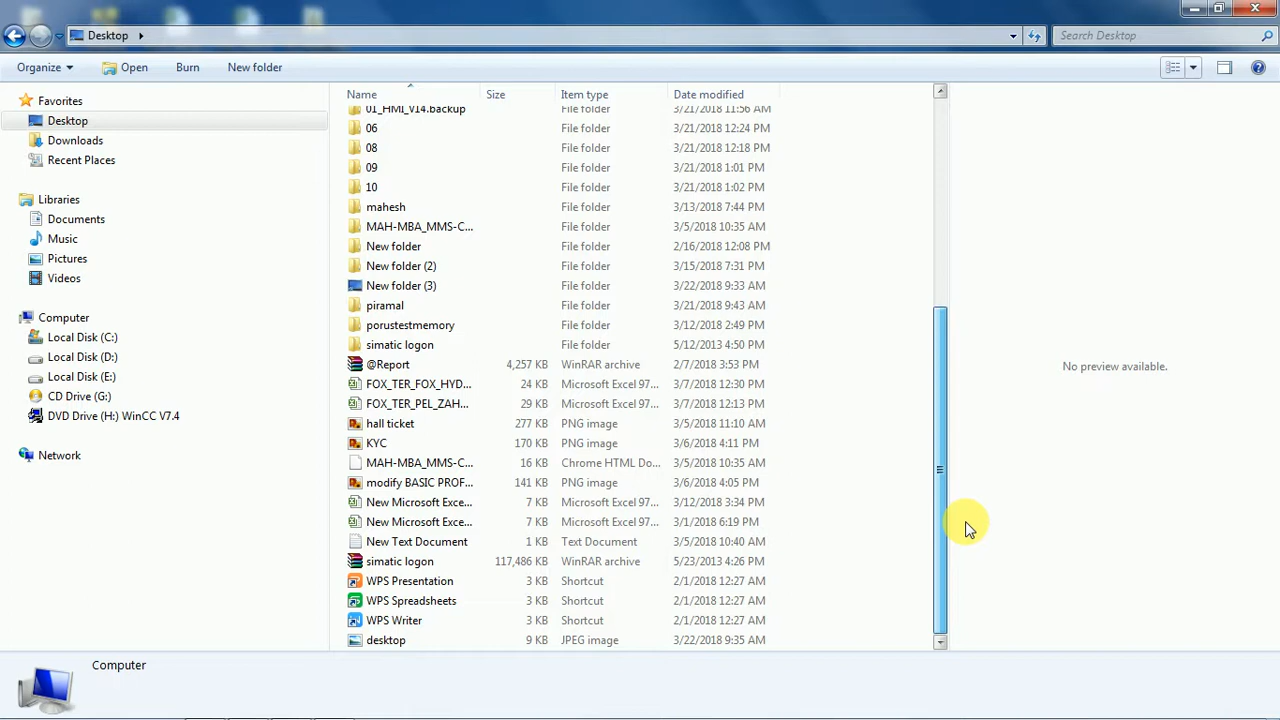 Desktop
Search Desktop
Organize Open Burn New folder
Favorites
Desktop
Downloads
Recent Places
Libraries
Documents
Music
Pictures
Videos
Computer
Local Disk (C:)
Local Disk (D:)
Local Disk (E:)
CD Drive (G:)
DVD Drive (H:) WinCC V7.4
Network
Name Size Item type Date modified
01_HMI_V14.backup File folder 3/21/2018 11:56 AM
06 File folder 3/21/2018 12:24 PM
08 File folder 3/21/2018 12:18 PM
09 File folder 3/21/2018 1:01 PM
10 File folder 3/21/2018 1:02 PM
mahesh File folder 3/13/2018 7:44 PM
MAH-MBA_MMS-C... File folder 3/5/2018 10:35 AM
New folder File folder 2/16/2018 12:08 PM
New folder (2) File folder 3/15/2018 7:31 PM
New folder (3) File folder 3/22/2018 9:33 AM
piramal File folder 3/21/2018 9:43 AM
porustestmemory File folder 3/12/2018 2:49 PM
simatic logon File folder 5/12/2013 4:50 PM
@Report 4,257 KB WinRAR archive 2/7/2018 3:53 PM
FOX_TER_FOX_HYD... 24 KB Microsoft Excel 97... 3/7/2018 12:30 PM
FOX_TER_PEL_ZAH... 29 KB Microsoft Excel 97... 3/7/2018 12:13 PM
hall ticket 277 KB PNG image 3/5/2018 11:10 AM
KYC 170 KB PNG image 3/6/2018 4:11 PM
MAH-MBA_MMS-C... 16 KB Chrome HTML Do... 3/5/2018 10:35 AM
modify BASIC PROF... 141 KB PNG image 3/6/2018 4:05 PM
New Microsoft Exce... 7 KB Microsoft Excel 97... 3/12/2018 3:34 PM
New Microsoft Exce... 7 KB Microsoft Excel 97... 3/1/2018 6:19 PM
New Text Document 1 KB Text Document 3/5/2018 10:40 AM
simatic logon 117,486 KB WinRAR archive 5/23/2013 4:26 PM
WPS Presentation 3 KB Shortcut 2/1/2018 12:27 AM
WPS Spreadsheets 3 KB Shortcut 2/1/2018 12:27 AM
WPS Writer 3 KB Shortcut 2/1/2018 12:27 AM
desktop 9 KB JPEG image 3/22/2018 9:35 AM
No preview available.
Computer